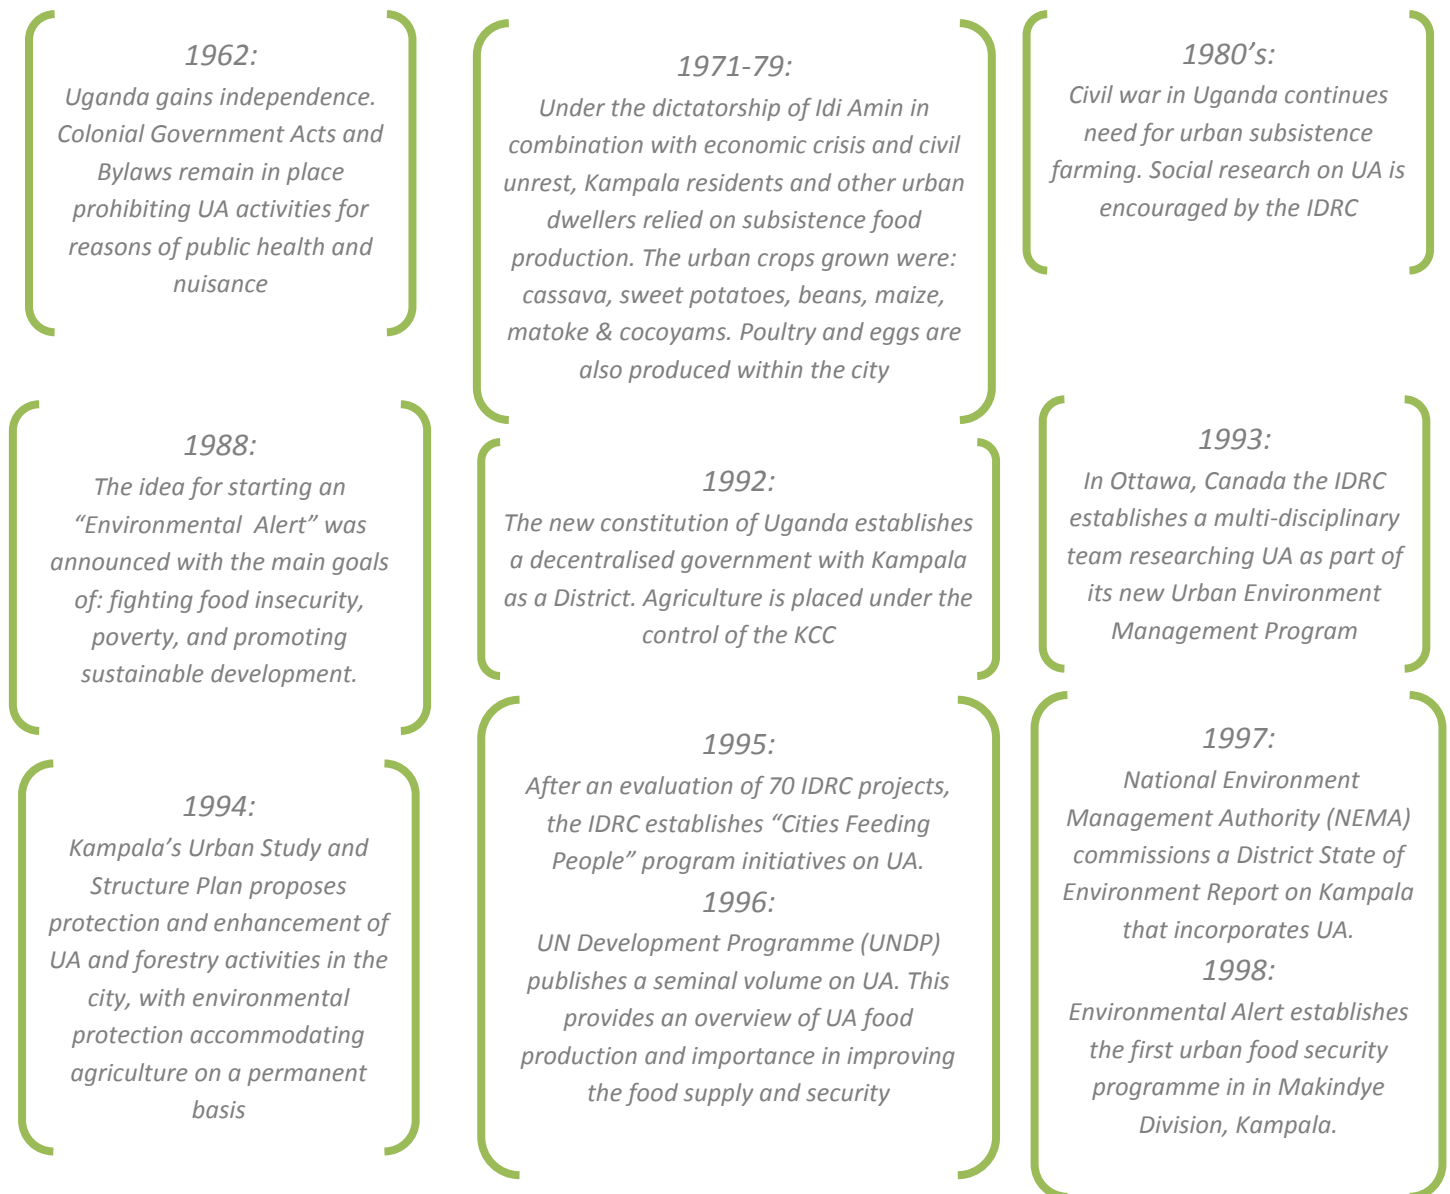 1962:
Uganda gains independence.
Colonial Government Acts and
Bylaws remain in place
prohibiting UA activities for
reasons of public health and
nuisance
1971-79:
Under the dictatorship of Idi Amin in
combination with economic crisis and civil
unrest, Kampala residents and other urban
dwellers relied on subsistence food
production. The urban crops grown were:
cassava, sweet potatoes, beans, maize,
matoke & cocoyams. Poultry and eggs are
also produced within the city
1980’s:
Civil war in Uganda continues
need for urban subsistence
farming. Social research on UA is
encouraged by the IDRC
1988:
The idea for starting an
“Environmental  Alert” was
announced with the main goals
of: fighting food insecurity,
poverty, and promoting
sustainable development.
1992:
The new constitution of Uganda establishes
a decentralised government with Kampala
as a District. Agriculture is placed under the
control of the KCC
1993:
In Ottawa, Canada the IDRC
establishes a multi-disciplinary
team researching UA as part of
its new Urban Environment
Management Program
1994:
Kampala’s Urban Study and
Structure Plan proposes
protection and enhancement of
UA and forestry activities in the
city, with environmental
protection accommodating
agriculture on a permanent
basis
1995:
After an evaluation of 70 IDRC projects,
the IDRC establishes “Cities Feeding
People” program initiatives on UA.
1996:
UN Development Programme (UNDP)
publishes a seminal volume on UA. This
provides an overview of UA food
production and importance in improving
the food supply and security
1997:
National Environment
Management Authority (NEMA)
commissions a District State of
Environment Report on Kampala
that incorporates UA.
1998:
Environmental Alert establishes
the first urban food security
programme in in Makindye
Division, Kampala.